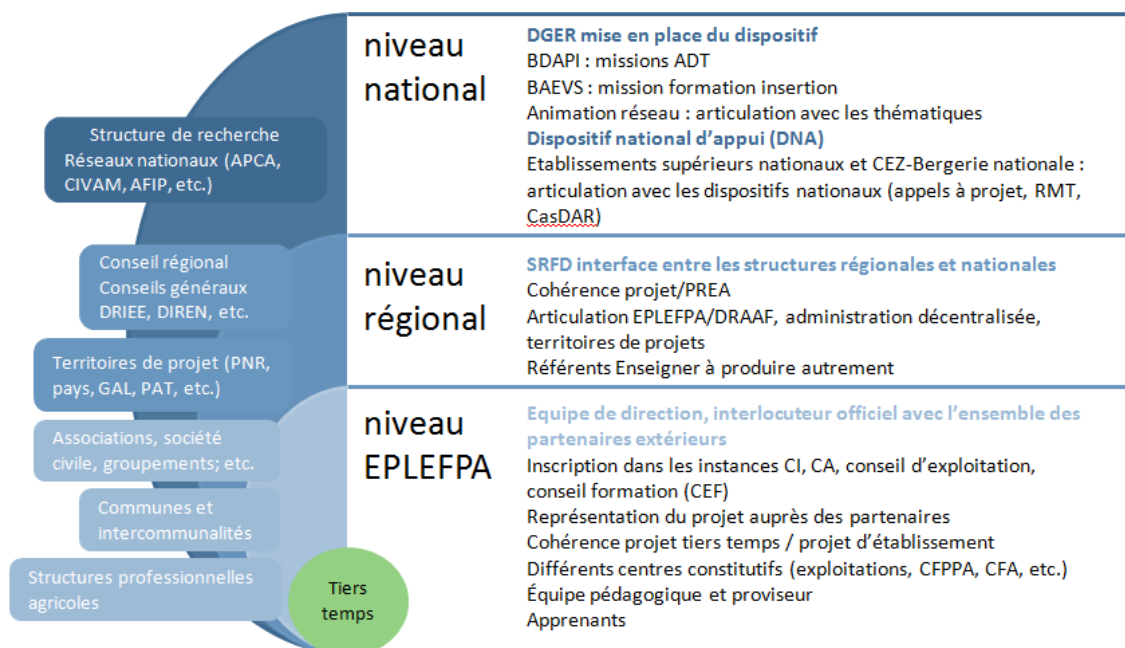 Structure de recherche
Réseaux nationaux (APCA,
CIVAM, AFIP, etc.)
Conseil régional
Conseils généraux
DRIEE, DIREN, etc.
Territoires de projet (PNR,
pays, GAL, PAT, etc.)
Associations, société
civile, groupements; etc.
Communes et
intercommunalités
Structures professionnelles
agricoles
Tiers
temps
niveau
national
DGER mise en place du dispositif
BDAPI : missions ADT
BAEVS : mission formation insertion
Animation réseau : articulation avec les thématiques
Dispositif national d'appui (DNA)
Etablissements supérieurs nationaux et CEZ-Bergerie nationale :
articulation avec les dispositifs nationaux (appels à projet, RMT,
CasDAR)
niveau
régional
SRFD interface entre les structures régionales et nationales
Cohérence projet/PREA
Articulation EPLEFPA/DRAAF, administration décentralisée,
territoires de projets
Référents Enseigner à produire autrement
niveau
EPLEFPA
Equipe de direction, interlocuteur officiel avec l'ensemble des
partenaires extérieurs
Inscription dans les instances CI, CA, conseil d'exploitation,
conseil formation (CEF)
Représentation du projet auprès des partenaires
Cohérence projet tiers temps / projet d'établissement
Différents centres constitutifs (exploitations, CFPPA, CFA, etc.)
Équipe pédagogique et proviseur
Apprenants